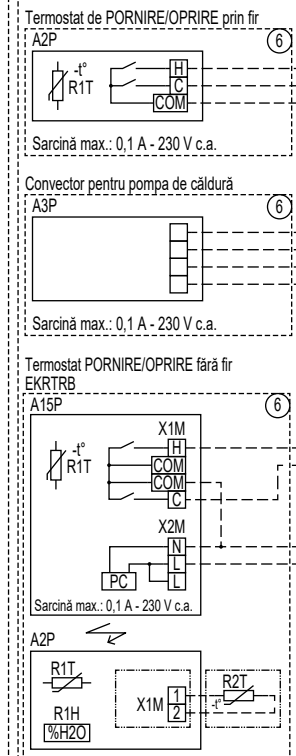 Termostat de PORNIRE/OPRIRE prin fir
A2P
6
-t°
R1T
H
C
COM
Sarcină max.: 0,1 A - 230 V c.a.
Convector pentru pompa de căldură
A3P
6
Sarcină max.: 0,1 A - 230 V c.a.
Termostat PORNIRE/OPRIRE fără fir
EKRTRB
A15P
6
X1M
-t°
R1T
H
COM
COM
C
X2M
N
L
PC
L
Sarcină max.: 0,1 A - 230 V c.a.
A2P
R1T
R2T
-t°
X1M
1
2
R1H
%H2O